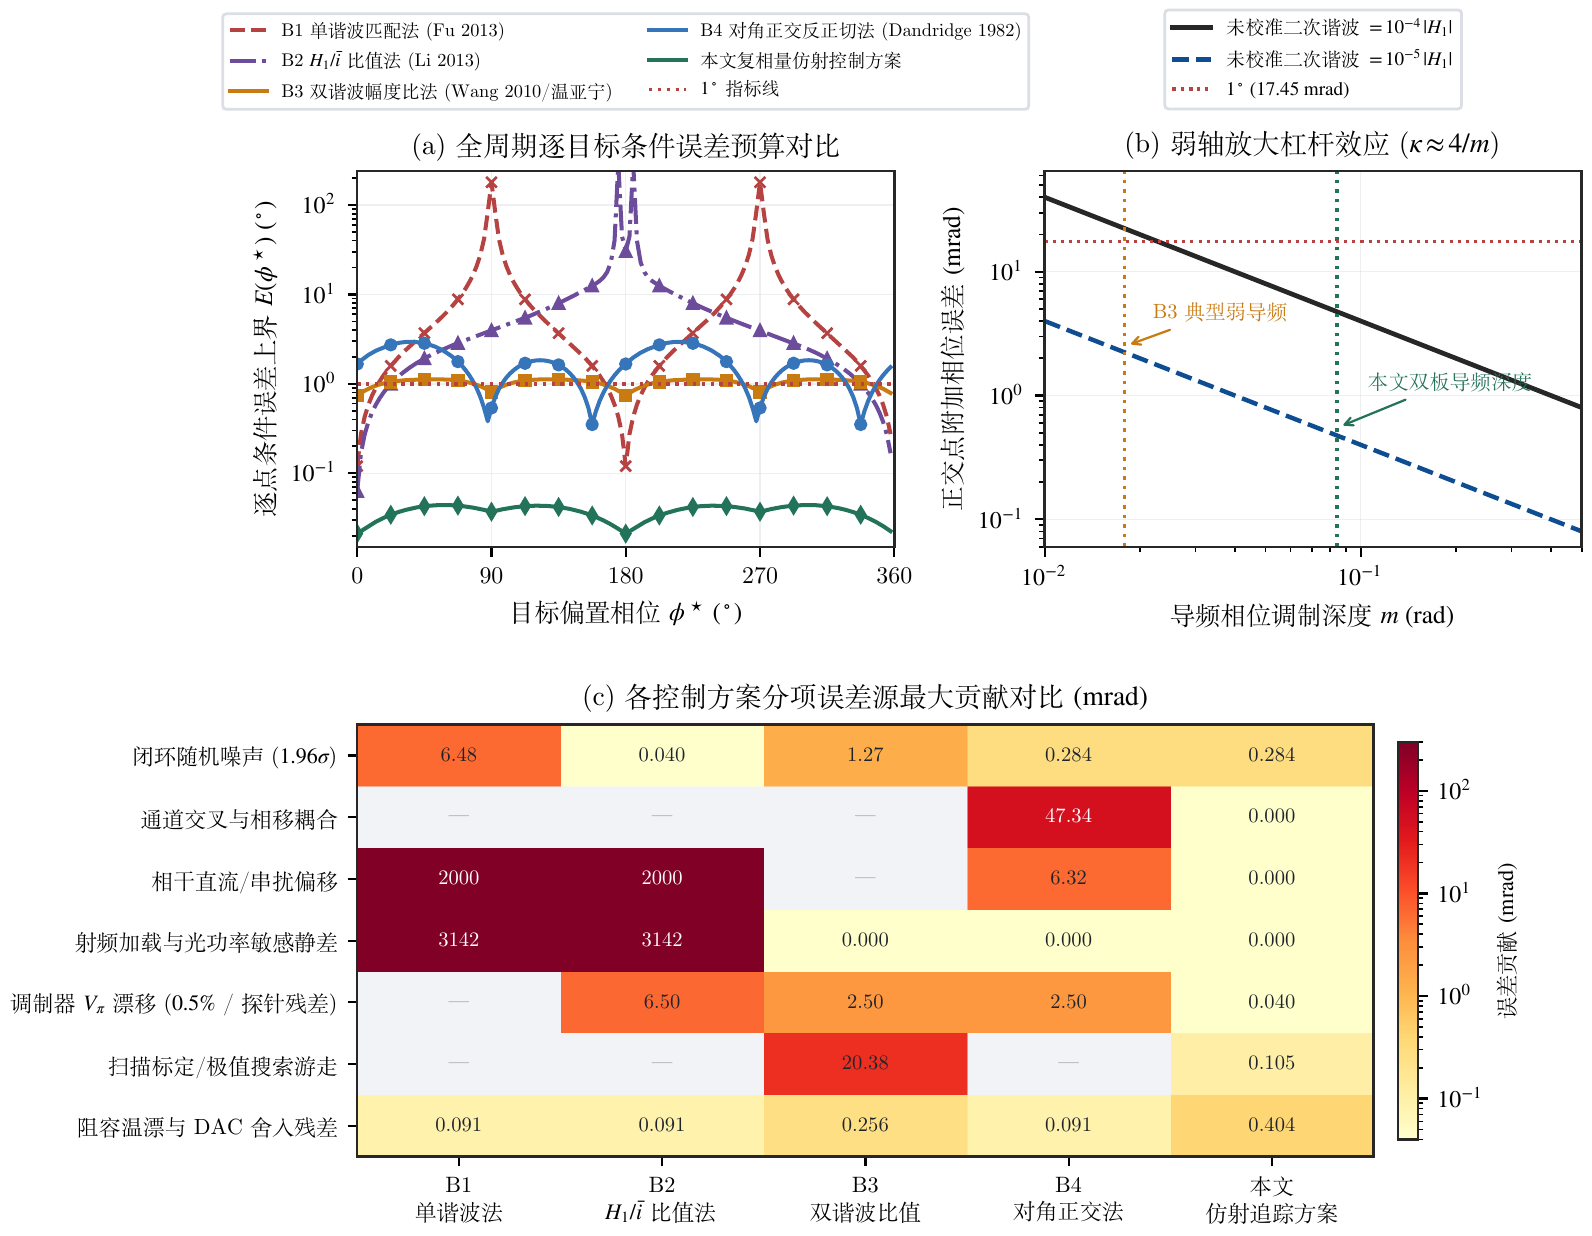 B1 单谐波匹配法 (Fu 2013)
B2 H₁/ī 比值法 (Li 2013)
B3 双谐波幅度比法 (Wang 2010/温亚宁)
B4 对角正交反正切法 (Dandridge 1982)
本文复相量仿射控制方案
1° 指标线
未校准二次谐波 =10⁻⁴|H₁|
未校准二次谐波 =10⁻⁵|H₁|
1° (17.45 mrad)
(a) 全周期逐目标条件误差预算对比
逐点条件误差上界 E(ϕ⋆) (°)
10²
10¹
10⁰
10⁻¹
0 90 180 270 360
目标偏置相位 ϕ⋆ (°)
(b) 弱轴放大杠杆效应 (κ≈4/m)
正交点附加相位误差 (mrad)
10¹
10⁰
10⁻¹
B3 典型弱导频
本文双板导频深度
10⁻² 10⁻¹
导频相位调制深度 m (rad)
(c) 各控制方案分项误差源最大贡献对比 (mrad)
闭环随机噪声 (1.96σ) 6.48 0.040 1.27 0.284 0.284
通道交叉与相移耦合 — — — 47.34 0.000
相干直流/串扰偏移 2000 2000 — 6.32 0.000
射频加载与光功率敏感静差 3142 3142 0.000 0.000 0.000
调制器 Vπ 漂移 (0.5% / 探针残差) — 6.50 2.50 2.50 0.040
扫描标定/极值搜索游走 — — 20.38 — 0.105
阻容温漂与 DAC 舍入残差 0.091 0.091 0.256 0.091 0.404
B1 B2 B3 B4 本文
单谐波法 H₁/ī 比值法 双谐波比值 对角正交法 仿射追踪方案
10²
10¹
10⁰
10⁻¹
误差贡献 (mrad)